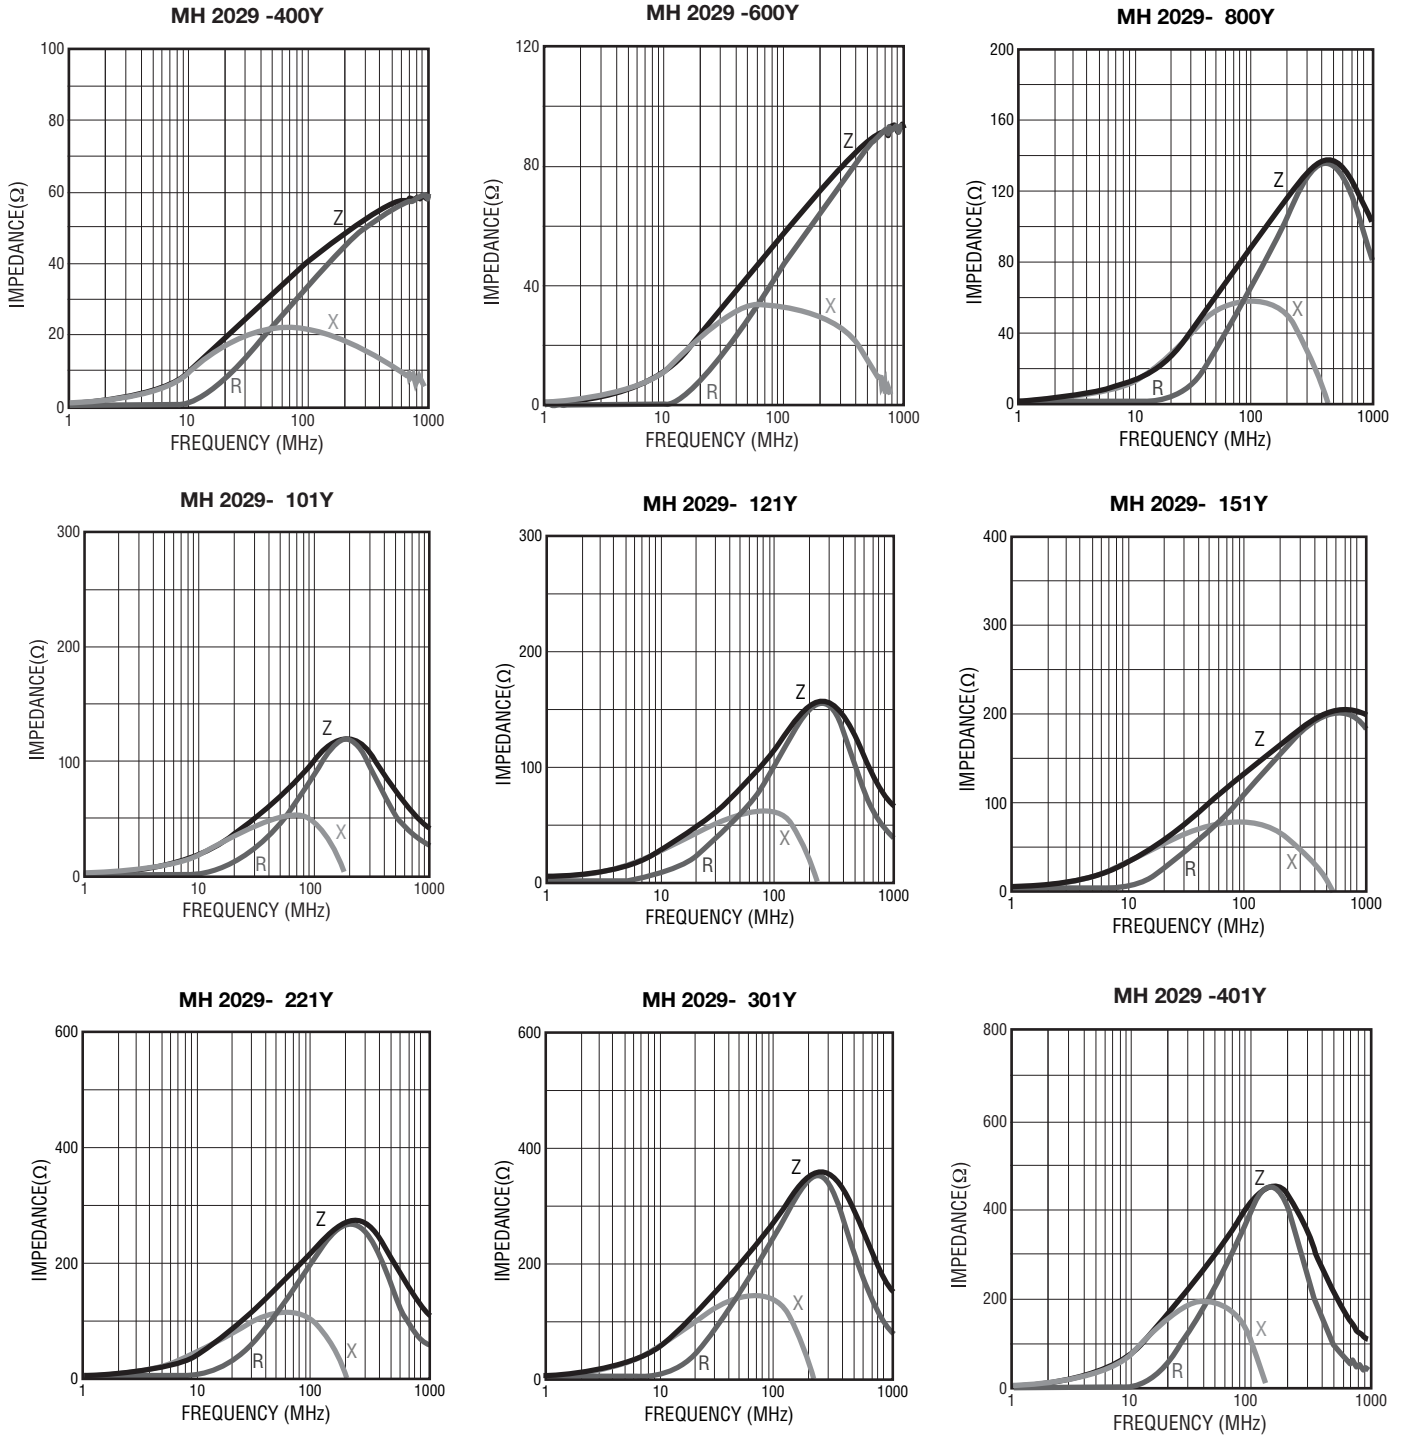 MH 2029 -400Y
IMPEDANCE(Ω)
100
80
60
40
20
0
Z
X
R
1
10
100
1000
FREQUENCY (MHz)
MH 2029 -600Y
IMPEDANCE(Ω)
120
80
40
0
Z
X
R
1
10
100
1000
FREQUENCY (MHz)
MH 2029- 800Y
IMPEDANCE(Ω)
200
160
120
80
40
0
Z
X
R
1
10
100
1000
FREQUENCY (MHz)
MH 2029- 101Y
IMPEDANCE(Ω)
300
200
100
0
Z
X
R
1
10
100
1000
FREQUENCY (MHz)
MH 2029- 121Y
IMPEDANCE(Ω)
300
200
100
0
Z
X
R
1
10
100
1000
FREQUENCY (MHz)
MH 2029- 151Y
IMPEDANCE(Ω)
400
300
200
100
0
Z
X
R
1
10
100
1000
FREQUENCY (MHz)
MH 2029- 221Y
IMPEDANCE(Ω)
600
400
200
0
Z
X
R
1
10
100
1000
FREQUENCY (MHz)
MH 2029- 301Y
IMPEDANCE(Ω)
600
400
200
0
Z
X
R
1
10
100
1000
FREQUENCY (MHz)
MH 2029 -401Y
IMPEDANCE(Ω)
800
600
400
200
0
Z
X
R
1
10
100
1000
FREQUENCY (MHz)